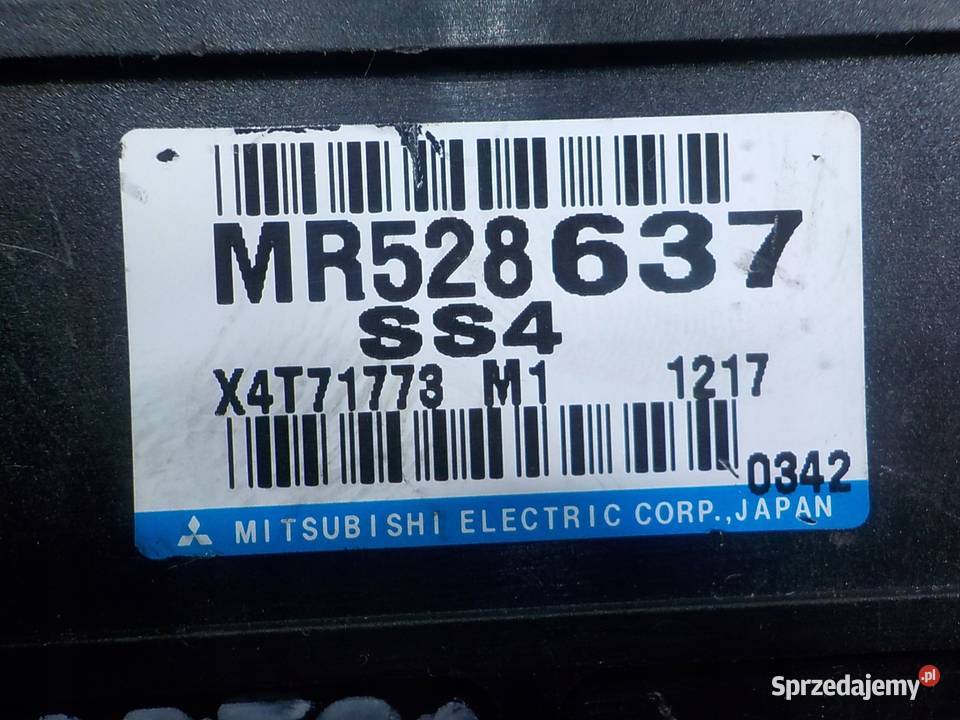 MR528637
SS4
X4T71773 M1 1217
0342
MITSUBISHI ELECTRIC CORP.,JAPAN
Sprzedajemy.pl